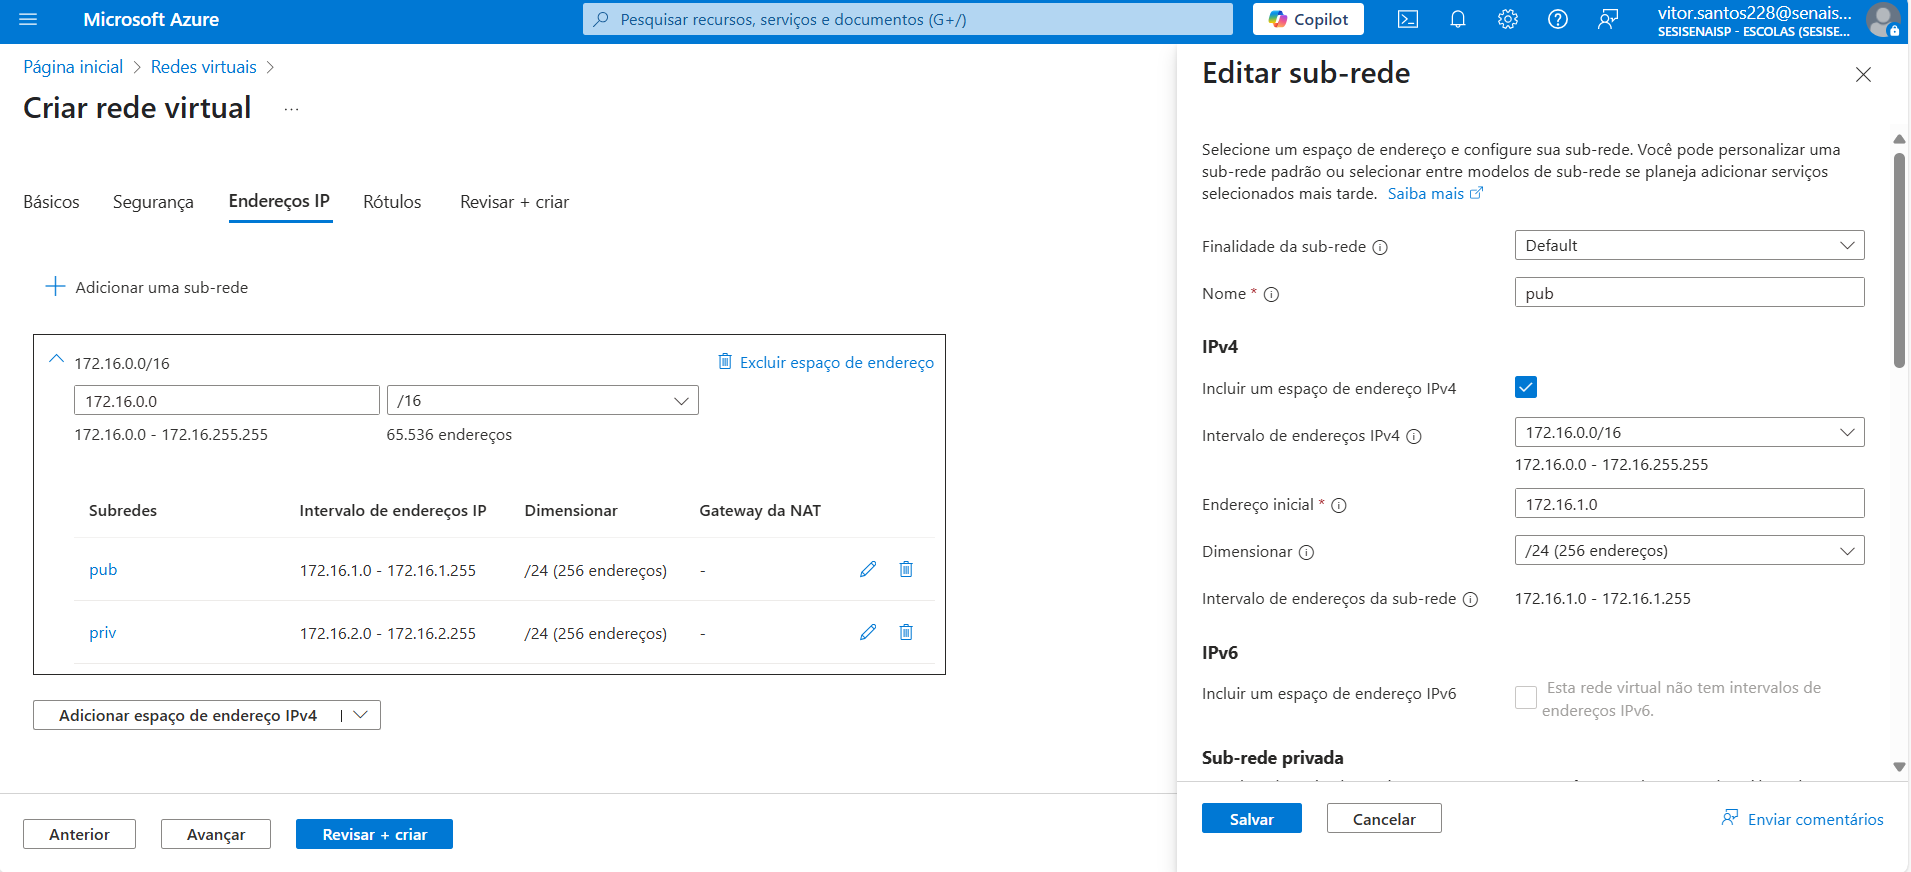 Microsoft Azure
Pesquisar recursos, serviços e documentos (G+/)
Copilot
vitor.santos228@senais...
SESISENAISP - ESCOLAS (SESISE...
Página inicial > Redes virtuais >
Criar rede virtual ...
Básicos Segurança Endereços IP Rótulos Revisar + criar
Adicionar uma sub-rede
172.16.0.0/16 Excluir espaço de endereço
172.16.0.0 /16
172.16.0.0 - 172.16.255.255 65.536 endereços
Subredes Intervalo de endereços IP Dimensionar Gateway da NAT
pub 172.16.1.0 - 172.16.1.255 /24 (256 endereços) -
priv 172.16.2.0 - 172.16.2.255 /24 (256 endereços) -
Adicionar espaço de endereço IPv4 |
Anterior Avançar Revisar + criar
Editar sub-rede
Selecione um espaço de endereço e configure sua sub-rede. Você pode personalizar uma
sub-rede padrão ou selecionar entre modelos de sub-rede se planeja adicionar serviços
selecionados mais tarde. Saiba mais
Finalidade da sub-rede Default
Nome * pub
IPv4
Incluir um espaço de endereço IPv4
Intervalo de endereços IPv4 172.16.0.0/16
172.16.0.0 - 172.16.255.255
Endereço inicial * 172.16.1.0
Dimensionar /24 (256 endereços)
Intervalo de endereços da sub-rede 172.16.1.0 - 172.16.1.255
IPv6
Incluir um espaço de endereço IPv6 Esta rede virtual não tem intervalos de
endereços IPv6.
Sub-rede privada
Salvar Cancelar Enviar comentários